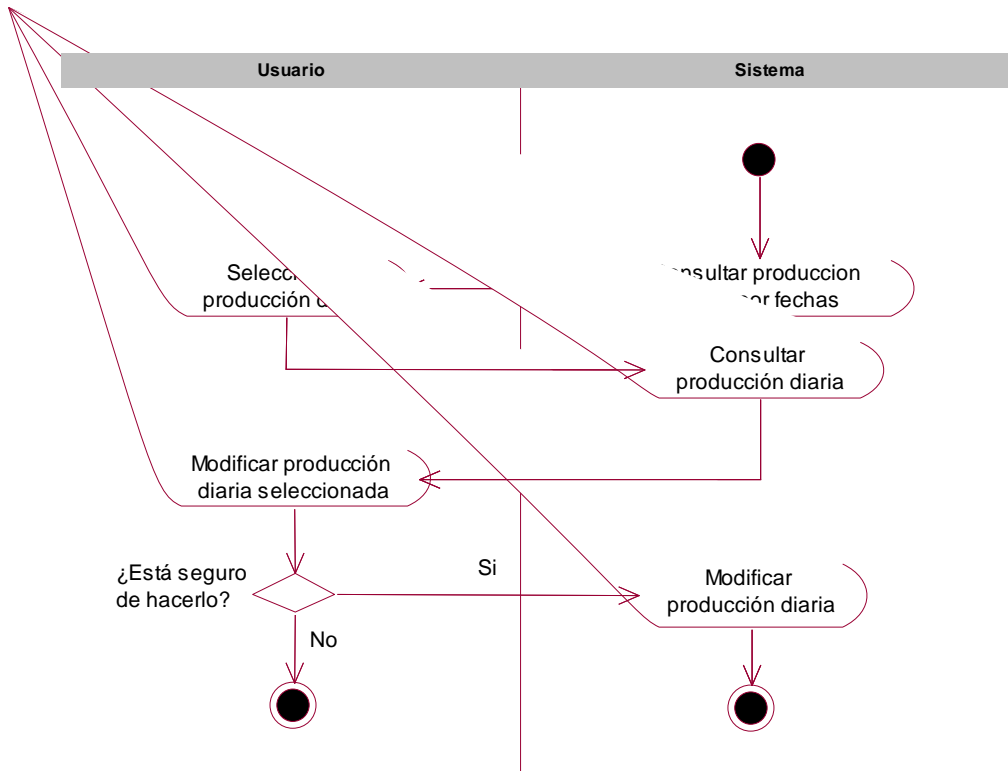 Usuario
Sistema
producción
produccion
fechas
Consultar
producción diaria
Modificar producción
diaria seleccionada
¿Está seguro
de hacerlo?
Si
No
Modificar
producción diaria